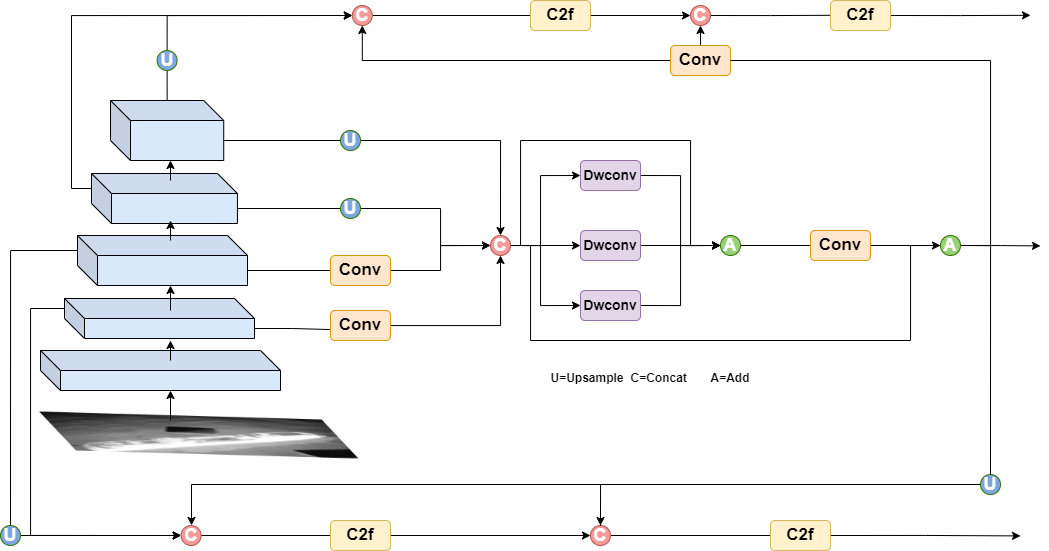 C C2f C C2f
U Conv
U
Dwconv
U
C Dwconv A Conv A
Conv
Dwconv
Conv
U=Upsample C=Concat A=Add
U
U C C2f C C2f